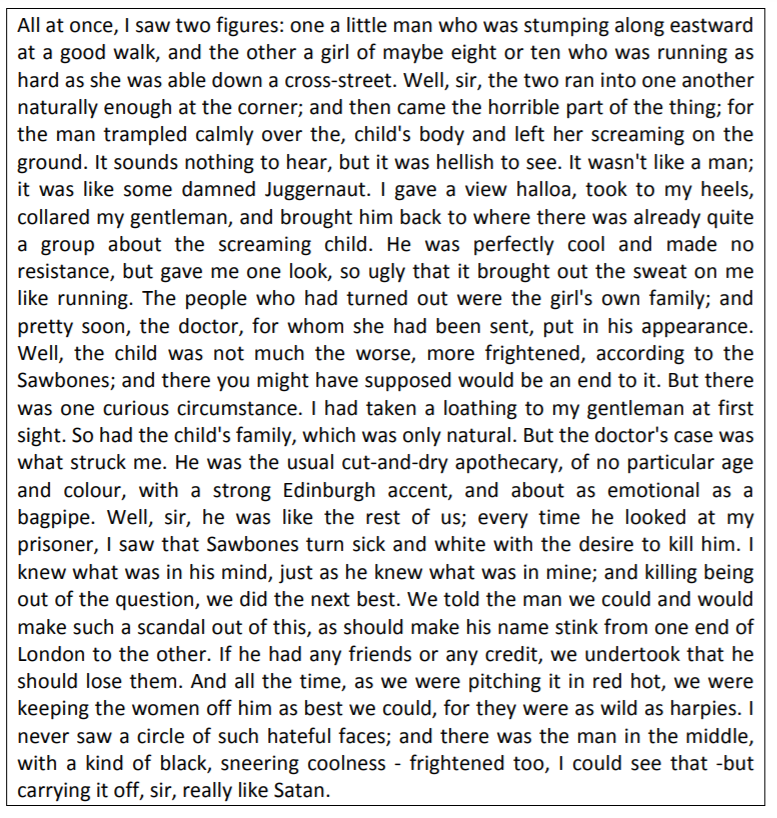 All at once, I saw two figures: one a little man who was stumping along eastward
at a good walk, and the other a girl of maybe eight or ten who was running as
hard as she was able down a cross-street. Well, sir, the two ran into one another
naturally enough at the corner; and then came the horrible part of the thing; for
the man trampled calmly over the, child's body and left her screaming on the
ground. It sounds nothing to hear, but it was hellish to see. It wasn't like a man;
it was like some damned Juggernaut. I gave a view halloa, took to my heels,
collared my gentleman, and brought him back to where there was already quite
a group about the screaming child. He was perfectly cool and made no
resistance, but gave me one look, so ugly that it brought out the sweat on me
like running. The people who had turned out were the girl's own family; and
pretty soon, the doctor, for whom she had been sent, put in his appearance.
Well, the child was not much the worse, more frightened, according to the
Sawbones; and there you might have supposed would be an end to it. But there
was one curious circumstance. I had taken a loathing to my gentleman at first
sight. So had the child's family, which was only natural. But the doctor's case was
what struck me. He was the usual cut-and-dry apothecary, of no particular age
and colour, with a strong Edinburgh accent, and about as emotional as a
bagpipe. Well, sir, he was like the rest of us; every time he looked at my
prisoner, I saw that Sawbones turn sick and white with the desire to kill him. I
knew what was in his mind, just as he knew what was in mine; and killing being
out of the question, we did the next best. We told the man we could and would
make such a scandal out of this, as should make his name stink from one end of
London to the other. If he had any friends or any credit, we undertook that he
should lose them. And all the time, as we were pitching it in red hot, we were
keeping the women off him as best we could, for they were as wild as harpies. I
never saw a circle of such hateful faces; and there was the man in the middle,
with a kind of black, sneering coolness - frightened too, I could see that -but
carrying it off, sir, really like Satan.